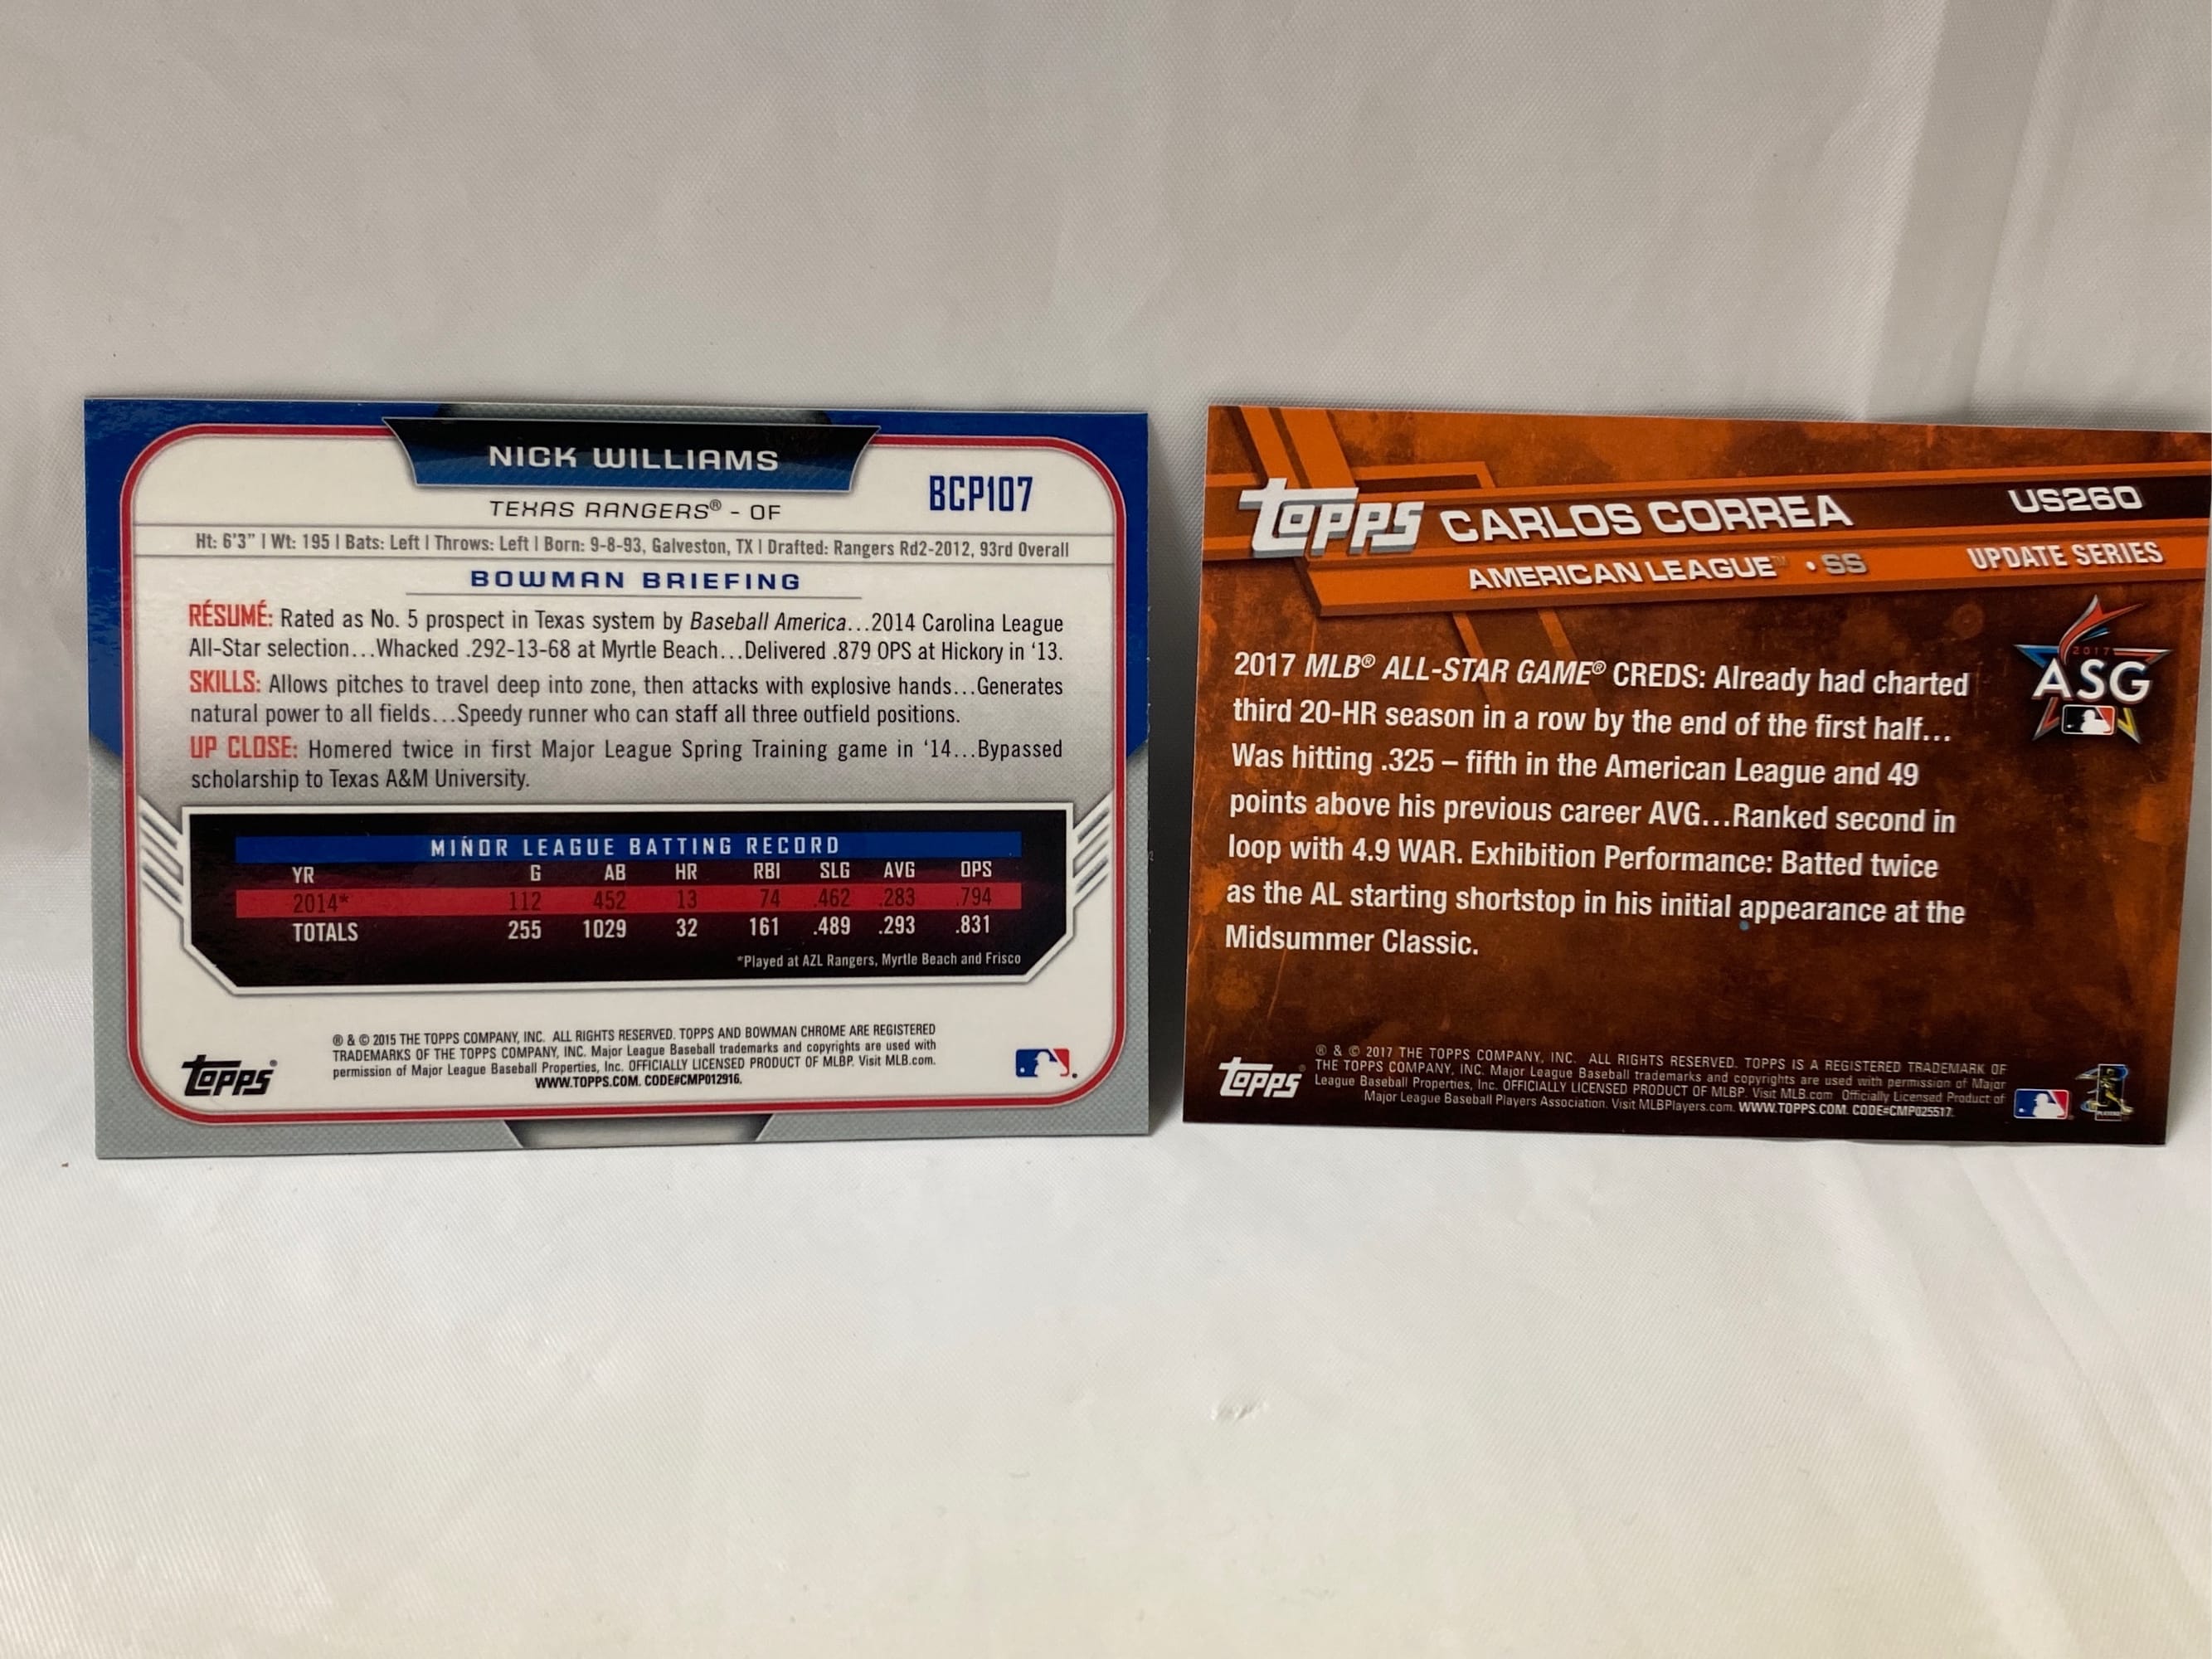 NICK WILLIAMS
BCP107
TEXAS RANGERS® - OF
Ht: 6'3" | Wt: 195 | Bats: Left | Throws: Left | Born: 9-8-93, Galveston, TX | Drafted: Rangers Rd2-2012, 93rd Overall
BOWMAN BRIEFING
RÉSUMÉ: Rated as No. 5 prospect in Texas system by Baseball America...2014 Carolina League
All-Star selection...Whacked .292-13-68 at Myrtle Beach...Delivered .879 OPS at Hickory in '13.
SKILLS: Allows pitches to travel deep into zone, then attacks with explosive hands...Generates
natural power to all fields...Speedy runner who can staff all three outfield positions.
UP CLOSE: Homered twice in first Major League Spring Training game in '14...Bypassed
scholarship to Texas A&M University.
MINOR LEAGUE BATTING RECORD
YR G AB HR RBI SLG AVG OPS
2014* 112 452 13 74 .462 .283 .794
TOTALS 255 1029 32 161 .489 .293 .831
*Played at AZL Rangers, Myrtle Beach and Frisco
® & © 2015 THE TOPPS COMPANY, INC. ALL RIGHTS RESERVED. TOPPS AND BOWMAN CHROME ARE REGISTERED
TRADEMARKS OF THE TOPPS COMPANY, INC. Major League Baseball trademarks and copyrights are used with
permission of Major League Baseball Properties, Inc. OFFICIALLY LICENSED PRODUCT OF MLBP. Visit MLB.com.
WWW.TOPPS.COM. CODE#CMP012916.
TOPPS®
TOPPS CARLOS CORREA US260
AMERICAN LEAGUE™ • SS UPDATE SERIES
2017
ASG
2017 MLB® ALL-STAR GAME® CREDS: Already had charted
third 20-HR season in a row by the end of the first half...
Was hitting .325 – fifth in the American League and 49
points above his previous career AVG...Ranked second in
loop with 4.9 WAR. Exhibition Performance: Batted twice
as the AL starting shortstop in his initial appearance at the
Midsummer Classic.
TOPPS®
® & © 2017 THE TOPPS COMPANY, INC. ALL RIGHTS RESERVED. TOPPS IS A REGISTERED TRADEMARK OF
THE TOPPS COMPANY, INC. Major League Baseball trademarks and copyrights are used with permission of Major
League Baseball Properties, Inc. OFFICIALLY LICENSED PRODUCT OF MLBP. Visit MLB.com Officially Licensed Product of
Major League Baseball Players Association. Visit MLBPlayers.com. WWW.TOPPS.COM. CODE#CMP025517.